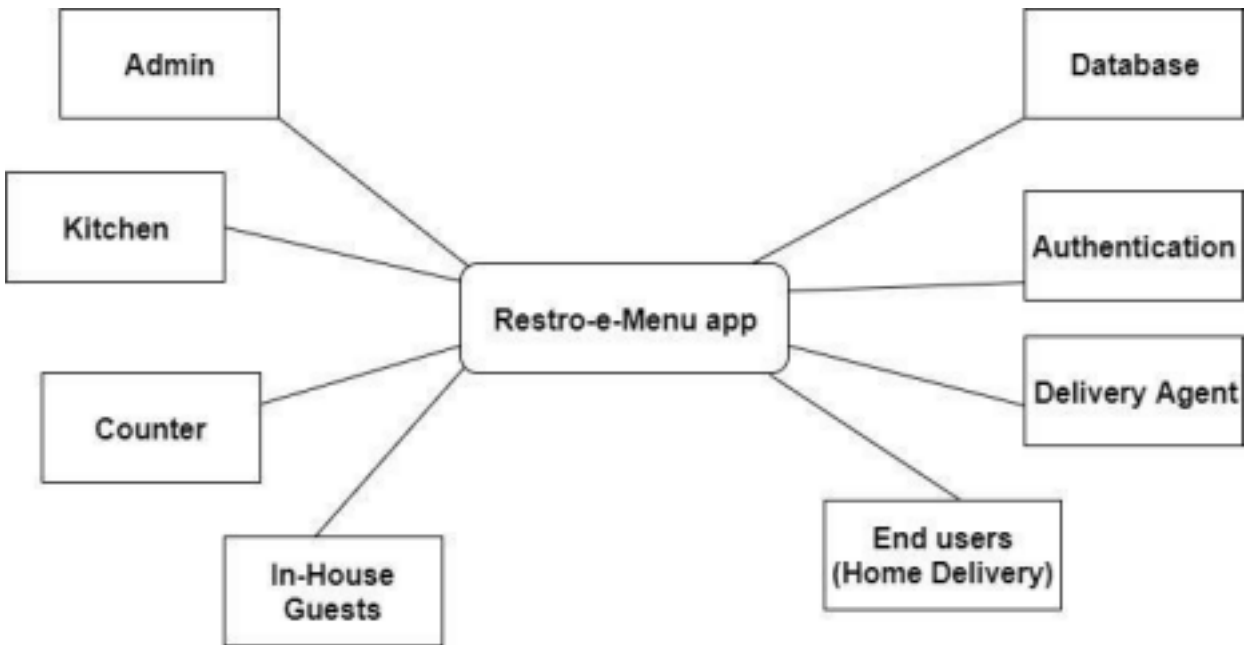 Admin
Database
Kitchen
Authentication
Restro-e-Menu app
Counter
Delivery Agent
In-House
Guests
End users
(Home Delivery)